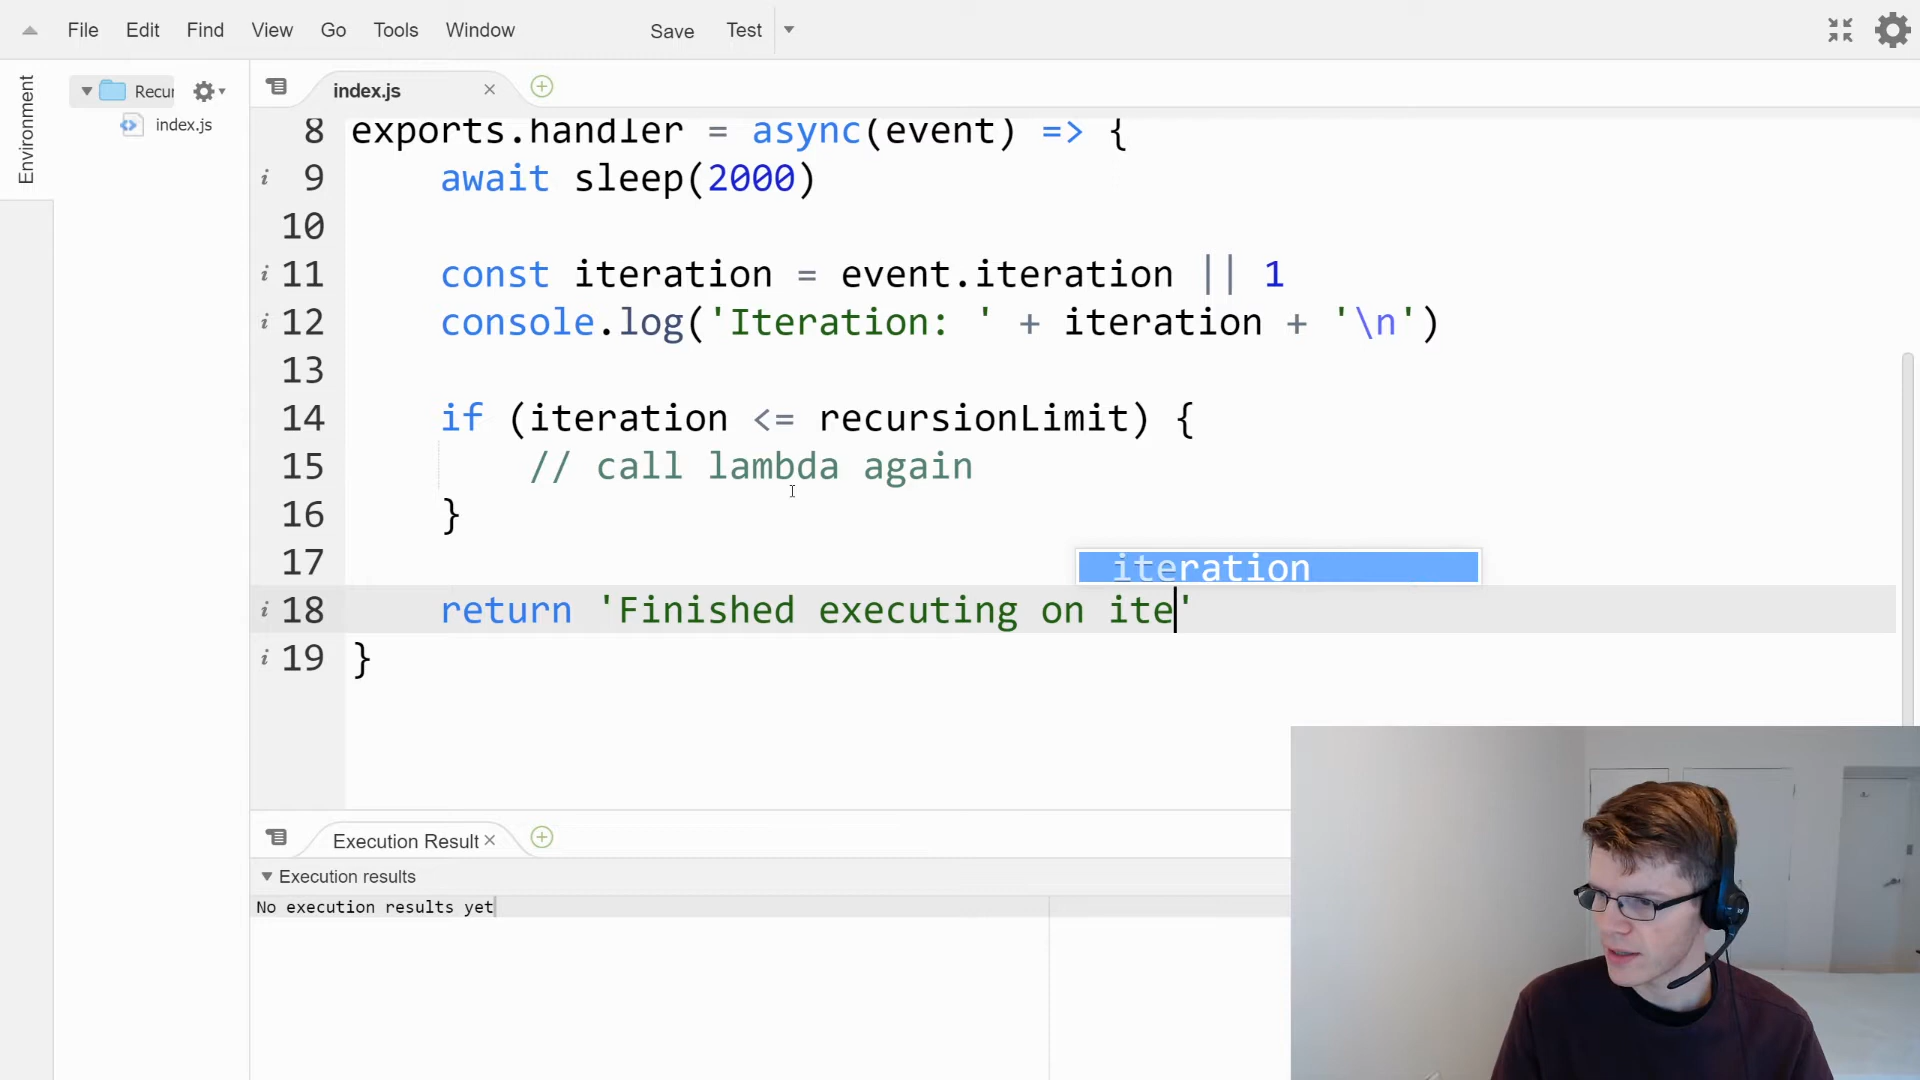 File Edit Find View Go Tools Window Save Test
Environment
Recur
index.js
index.js
8 exports.handler = async(event) => {
i 9 await sleep(2000)
10
i 11 const iteration = event.iteration || 1
i 12 console.log('Iteration: ' + iteration + '\n')
13
14 if (iteration <= recursionLimit) {
15 // call lambda again
16 }
17
iteration
i 18 return 'Finished executing on ite'
i 19 }
Execution Result
Execution results
No execution results yet